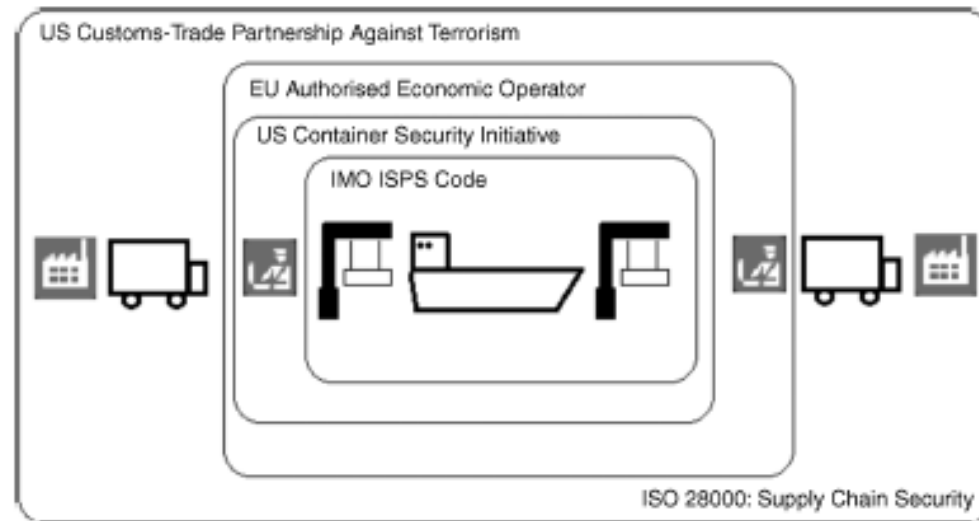 US Customs-Trade Partnership Against Terrorism
EU Authorised Economic Operator
US Container Security Initiative
IMO ISPS Code
ISO 28000: Supply Chain Security